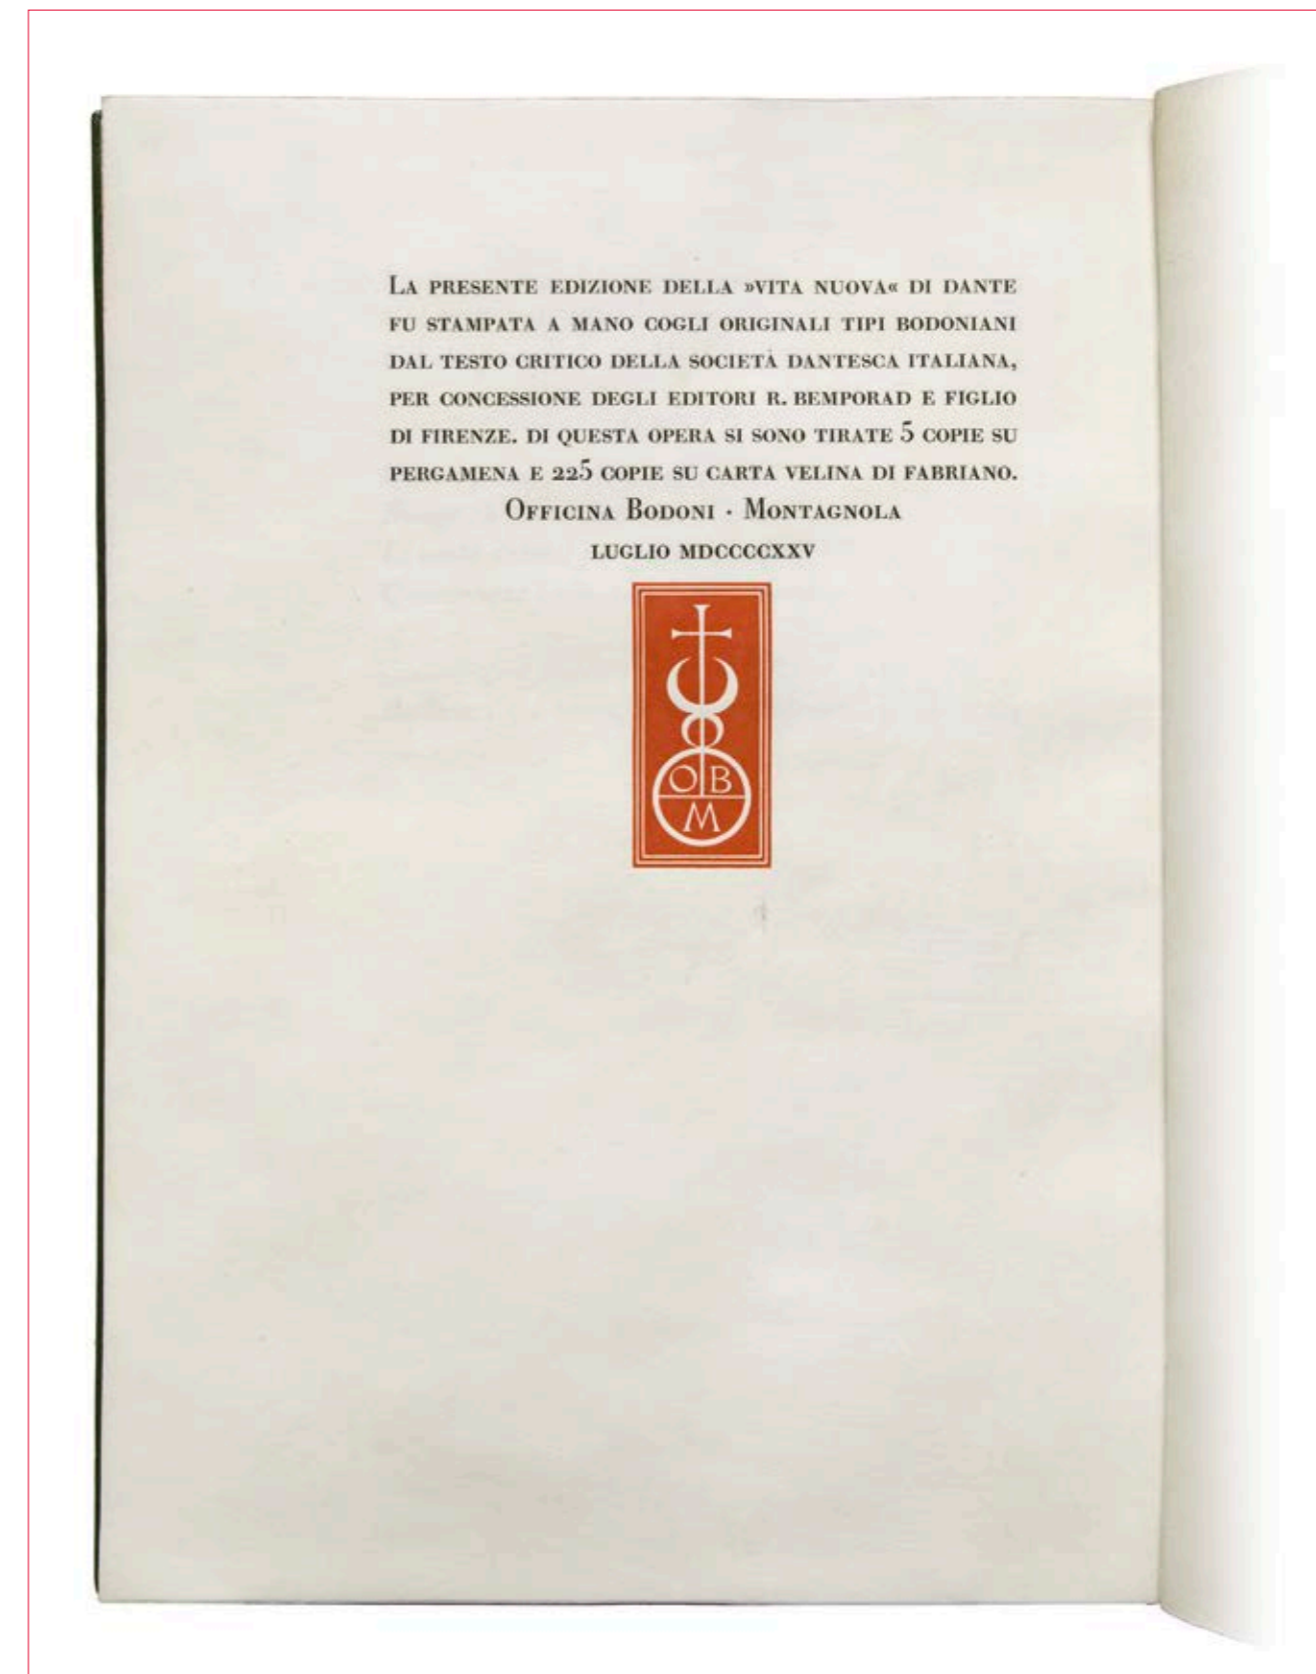 La presente edizione della »Vita Nuova« di Dante
fu stampata a mano cogli originali tipi bodoniani
dal testo critico della Società Dantesca Italiana,
per concessione degli editori R. Bemporad e Figlio
di Firenze. Di questa opera si sono tirate 5 copie su
pergamena e 225 copie su carta velina di Fabriano.
Officina Bodoni · Montagnola
luglio MDCCCCXXV
O B
M